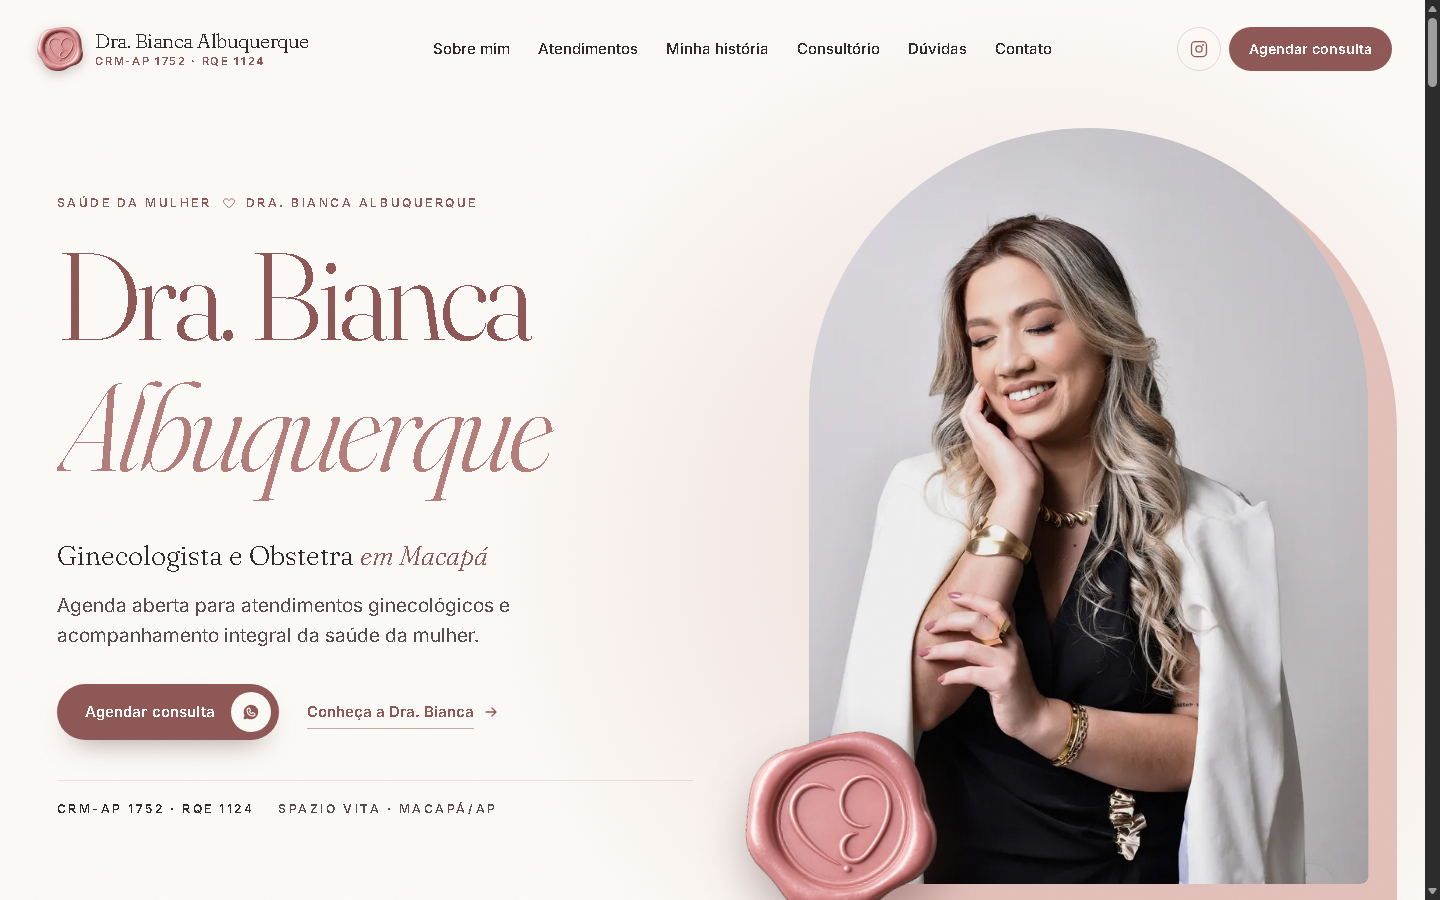 Dra. Bianca Albuquerque
CRM-AP 1752 · RQE 1124
Sobre mim
Atendimentos
Minha história
Consultório
Dúvidas
Contato
Agendar consulta
SAÚDE DA MULHER ♡ DRA. BIANCA ALBUQUERQUE
Dra. Bianca
Albuquerque
Ginecologista e Obstetra em Macapá
Agenda aberta para atendimentos ginecológicos e
acompanhamento integral da saúde da mulher.
Agendar consulta
Conheça a Dra. Bianca →
CRM-AP 1752 · RQE 1124
SPAZIO VITA · MACAPÁ/AP